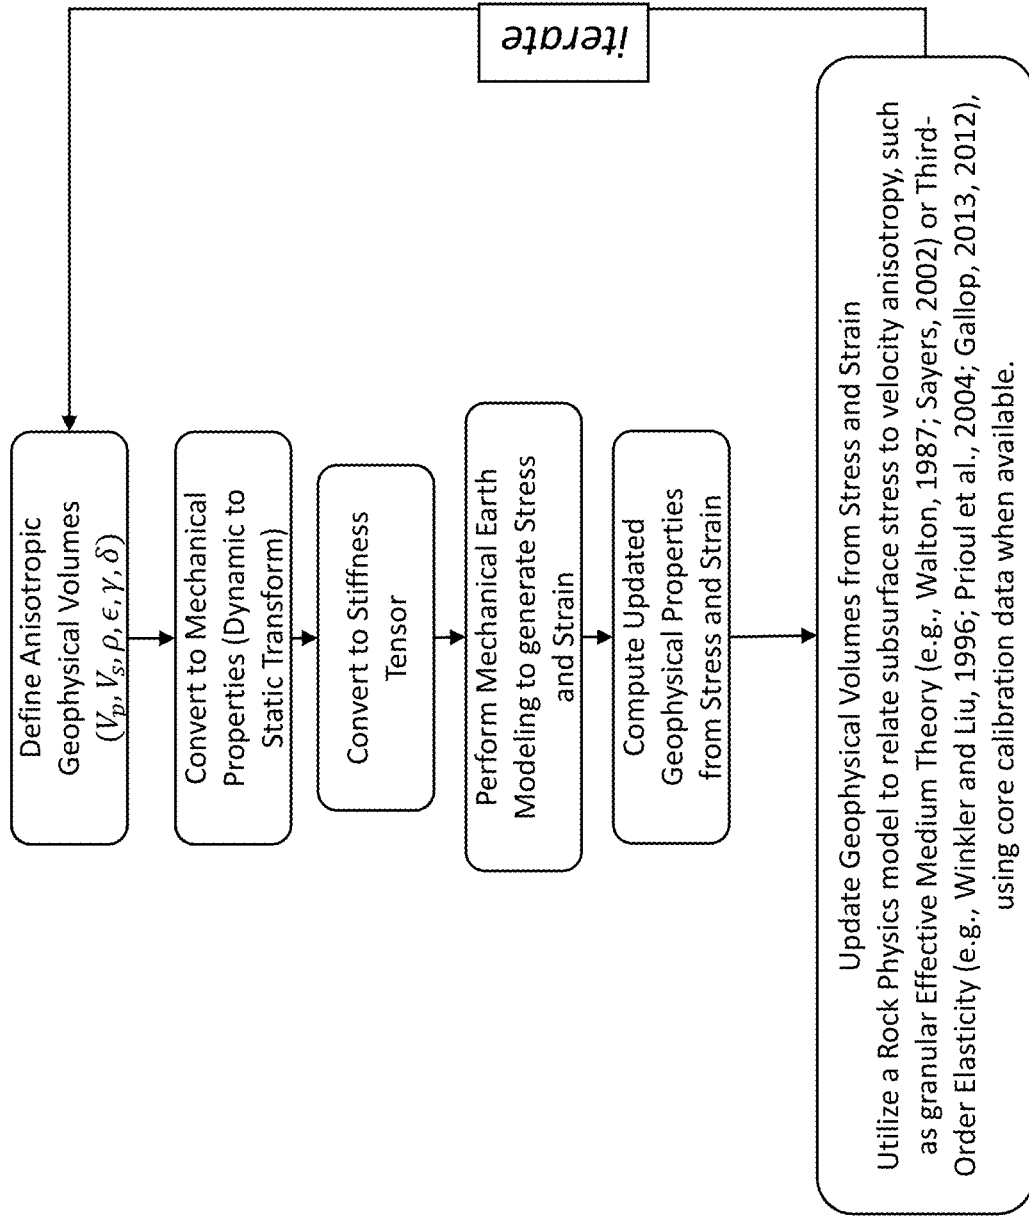 Define Anisotropic
Geophysical Volumes
(V_p, V_s, ρ, ϵ, γ, δ)
Convert to Mechanical
Properties (Dynamic to
Static Transform)
Convert to Stiffness
Tensor
Perform Mechanical Earth
Modeling to generate Stress
and Strain
Compute Updated
Geophysical Properties
from Stress and Strain
Update Geophysical Volumes from Stress and Strain
Utilize a Rock Physics model to relate subsurface stress to velocity anisotropy, such
as granular Effective Medium Theory (e.g., Walton, 1987; Sayers, 2002) or Third-
Order Elasticity (e.g., Winkler and Liu, 1996; Prioul et al., 2004; Gallop, 2013, 2012),
using core calibration data when available.
iterate